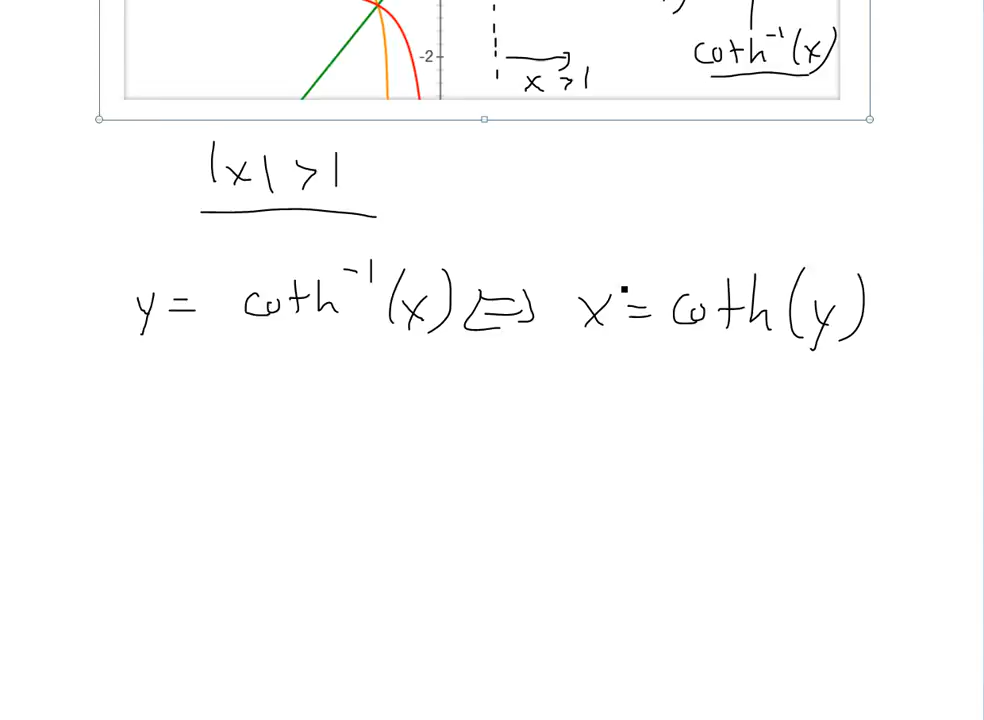 -2
x > 1
coth⁻¹(x)
|x| > 1
y = coth⁻¹(x) ⇔ x = coth(y)